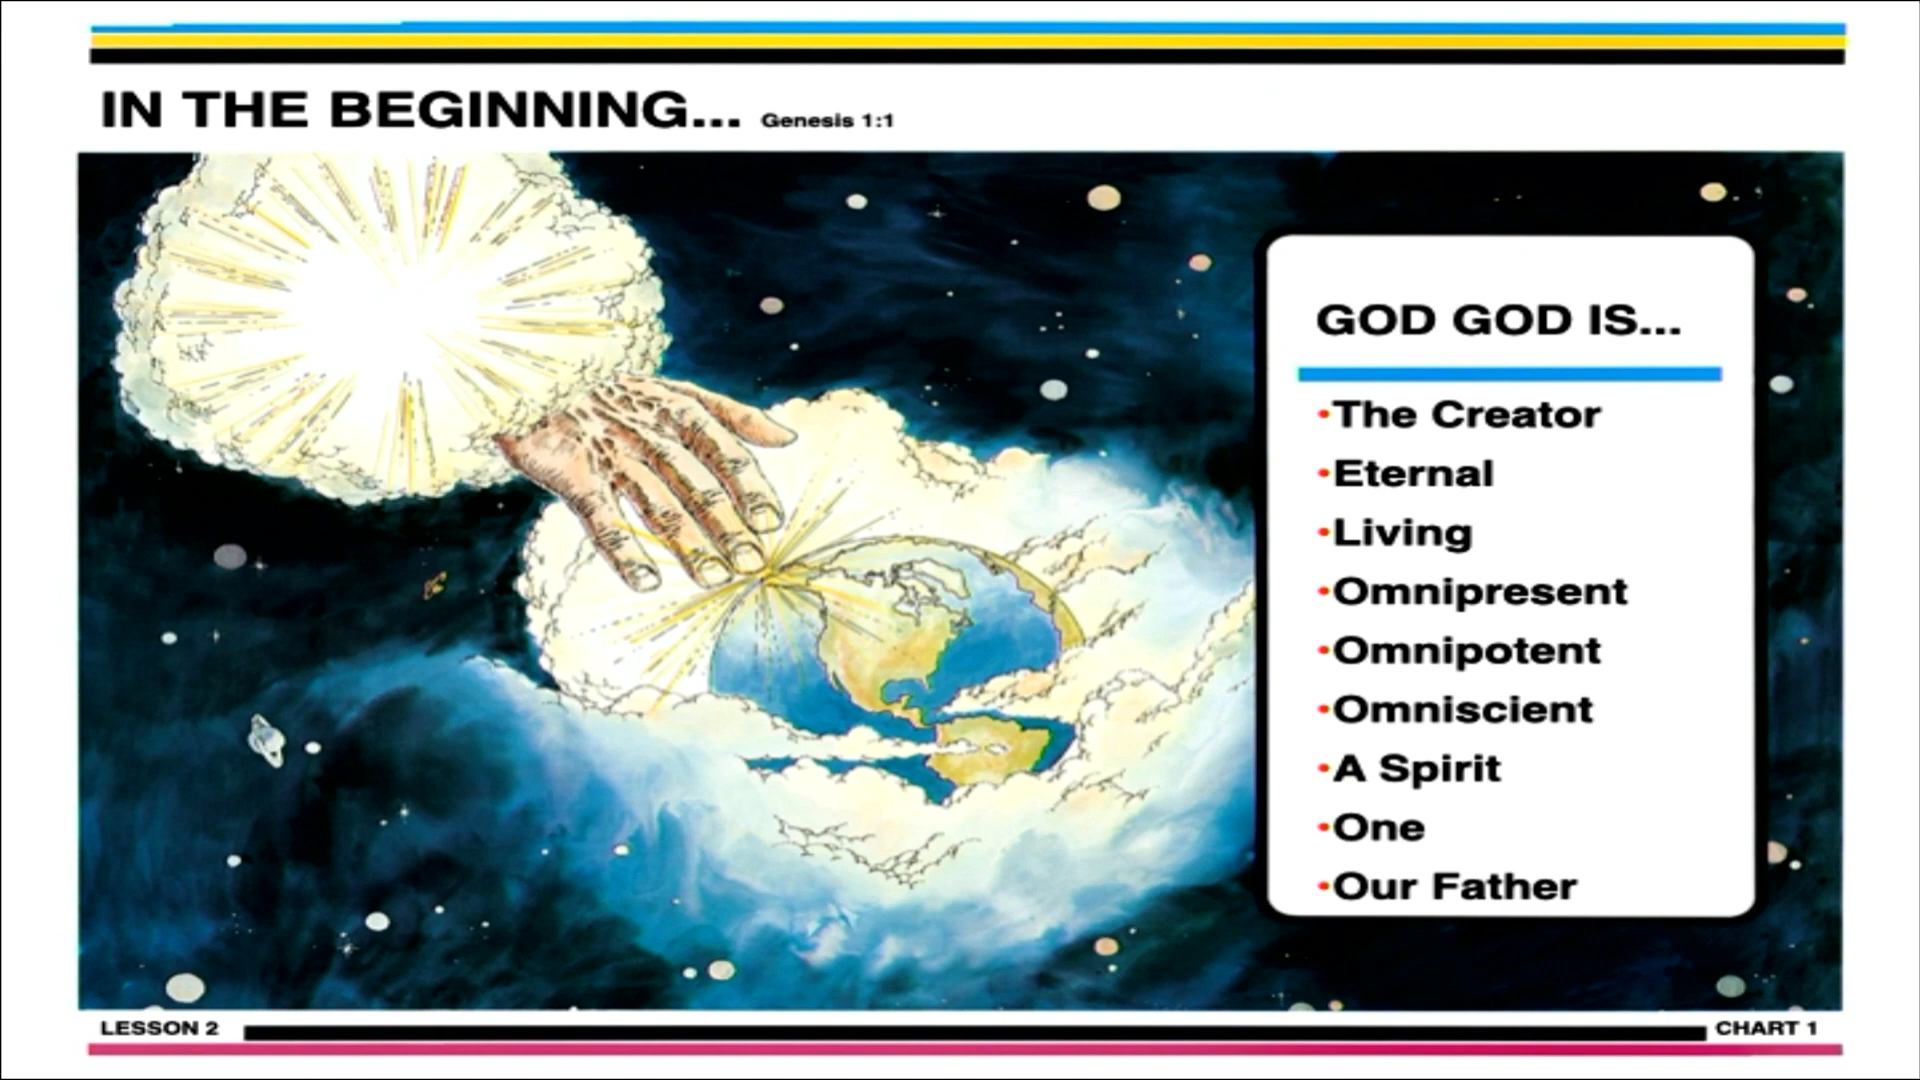 IN THE BEGINNING... Genesis 1:1
GOD GOD IS...
•The Creator
•Eternal
•Living
•Omnipresent
•Omnipotent
•Omniscient
•A Spirit
•One
•Our Father
LESSON 2 CHART 1